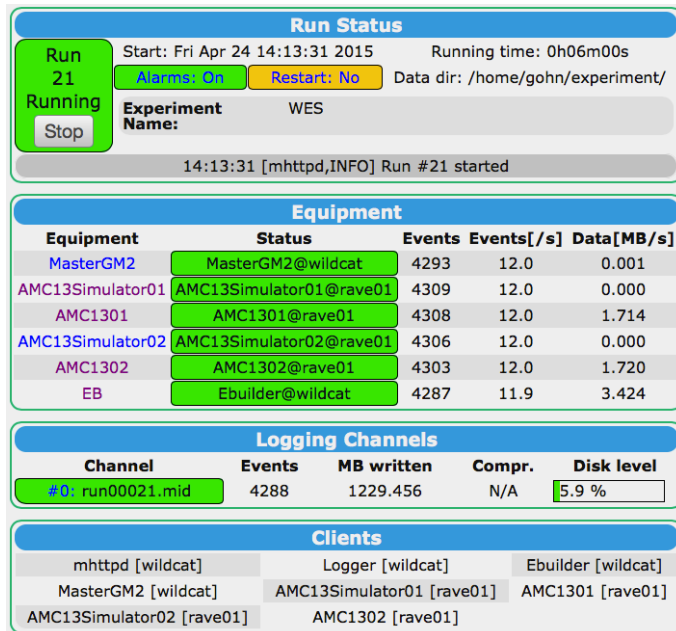 Run Status
Run
21
Running
Stop
Start: Fri Apr 24 14:13:31 2015 Running time: 0h06m00s
Alarms: On Restart: No Data dir: /home/gohn/experiment/
Experiment Name: WES
14:13:31 [mhttpd,INFO] Run #21 started
Equipment
Equipment Status Events Events[/s] Data[MB/s]
MasterGM2 MasterGM2@wildcat 4293 12.0 0.001
AMC13Simulator01 AMC13Simulator01@rave01 4309 12.0 0.000
AMC1301 AMC1301@rave01 4308 12.0 1.714
AMC13Simulator02 AMC13Simulator02@rave01 4306 12.0 0.000
AMC1302 AMC1302@rave01 4303 12.0 1.720
EB Ebuilder@wildcat 4287 11.9 3.424
Logging Channels
Channel Events MB written Compr. Disk level
#0: run00021.mid 4288 1229.456 N/A 5.9 %
Clients
mhttpd [wildcat] Logger [wildcat] Ebuilder [wildcat]
MasterGM2 [wildcat] AMC13Simulator01 [rave01] AMC1301 [rave01]
AMC13Simulator02 [rave01] AMC1302 [rave01]